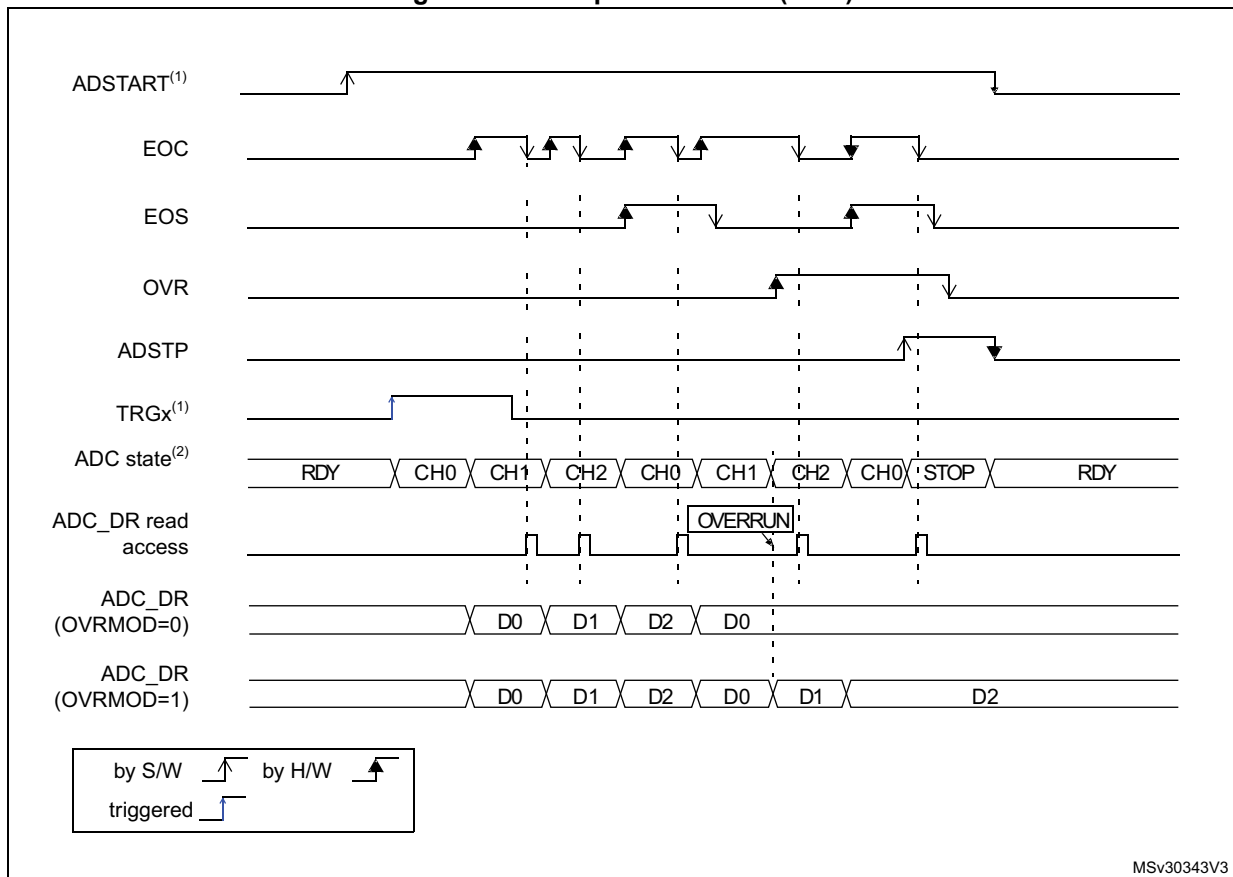 ADSTART(1)
EOC
EOS
OVR
ADSTP
TRGx(1)
ADC state(2)
RDY CH0 CH1 CH2 CH0 CH1 CH2 CH0 STOP RDY
ADC_DR read
access
OVERRUN
ADC_DR
(OVRMOD=0)
D0 D1 D2 D0
ADC_DR
(OVRMOD=1)
D0 D1 D2 D0 D1 D2
by S/W by H/W
triggered
MSv30343V3